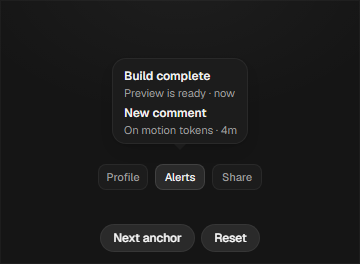 Build complete
Preview is ready · now
New comment
On motion tokens · 4m
Profile
Alerts
Share
Next anchor
Reset